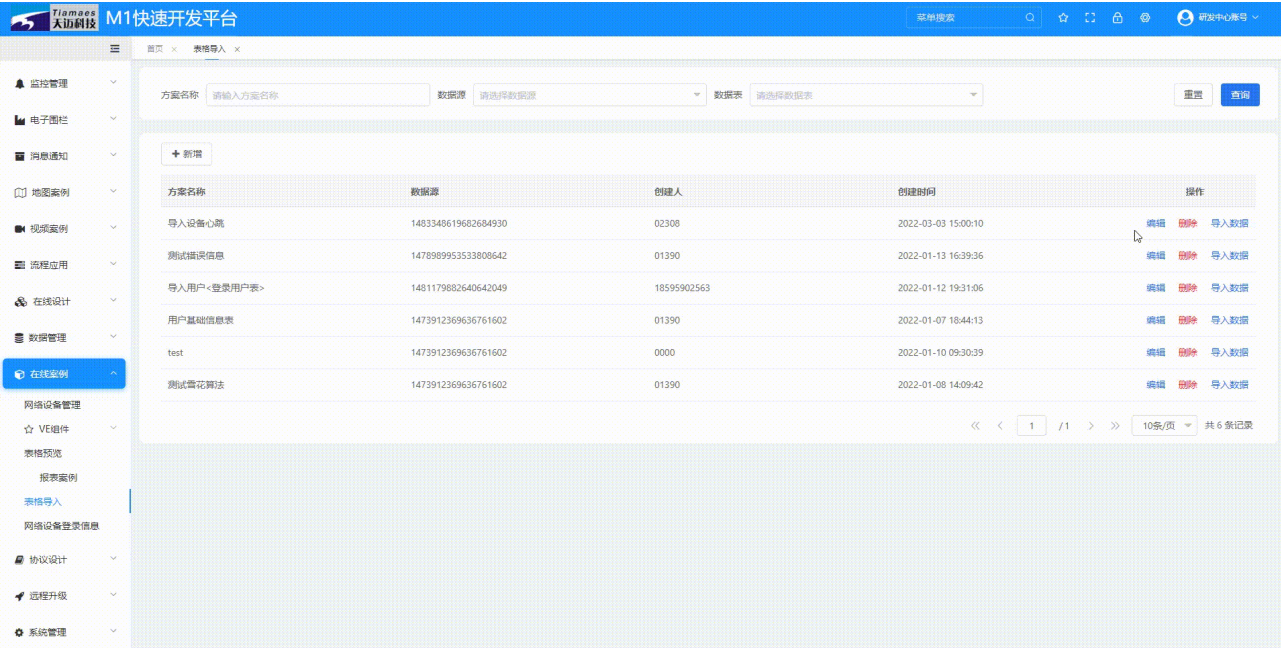 Tiamaes
天迈科技
M1快速开发平台
菜单搜索
研发中心账号
首页 × 表格导入 ×
监控管理
电子围栏
消息通知
地图案例
视频案例
流程应用
在线设计
数据管理
在线案例
网络设备管理
VE组件
表格预览
报表案例
表格导入
网络设备登录信息
协议设计
远程升级
系统管理
方案名称 请输入方案名称 数据源 请选择数据源 数据表 请选择数据表 重置 查询
+ 新增
方案名称 数据源 创建人 创建时间 操作
导入设备心跳 1483348619682684930 02308 2022-03-03 15:00:10 编辑 删除 导入数据
测试错误信息 1478989953533808642 01390 2022-01-13 16:39:36 编辑 删除 导入数据
导入用户<登录用户表> 1481179882640642049 18595902563 2022-01-12 19:31:06 编辑 删除 导入数据
用户基础信息表 1473912369636761602 01390 2022-01-07 18:44:13 编辑 删除 导入数据
test 1473912369636761602 0000 2022-01-10 09:30:39 编辑 删除 导入数据
测试雪花算法 1473912369636761602 01390 2022-01-08 14:09:42 编辑 删除 导入数据
1 / 1 10条/页 共 6 条记录